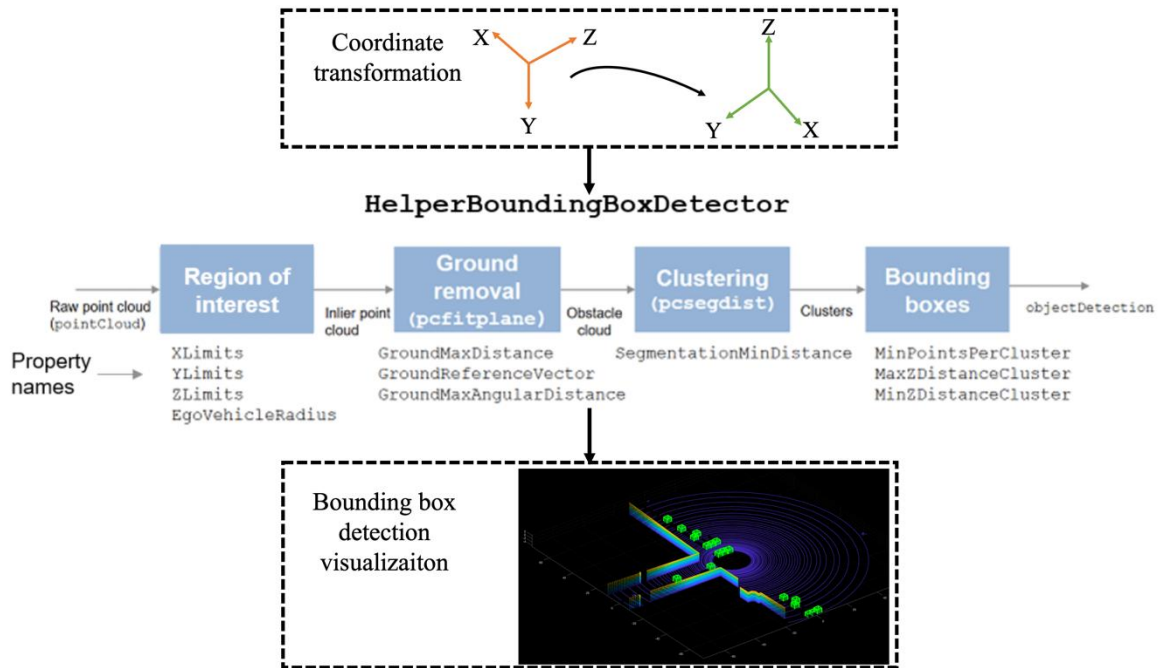 Coordinate
transformation
X
Z
Y
Z
Y
X
HelperBoundingBoxDetector
Raw point cloud
(pointCloud)
Region of
interest
Inlier point
cloud
Ground
removal
(pcfitplane)
Obstacle
cloud
Clustering
(pcsegdist)
Clusters
Bounding
boxes
objectDetection
Property
names
XLimits
YLimits
ZLimits
EgoVehicleRadius
GroundMaxDistance
GroundReferenceVector
GroundMaxAngularDistance
SegmentationMinDistance
MinPointsPerCluster
MaxZDistanceCluster
MinZDistanceCluster
Bounding box
detection
visualizaiton